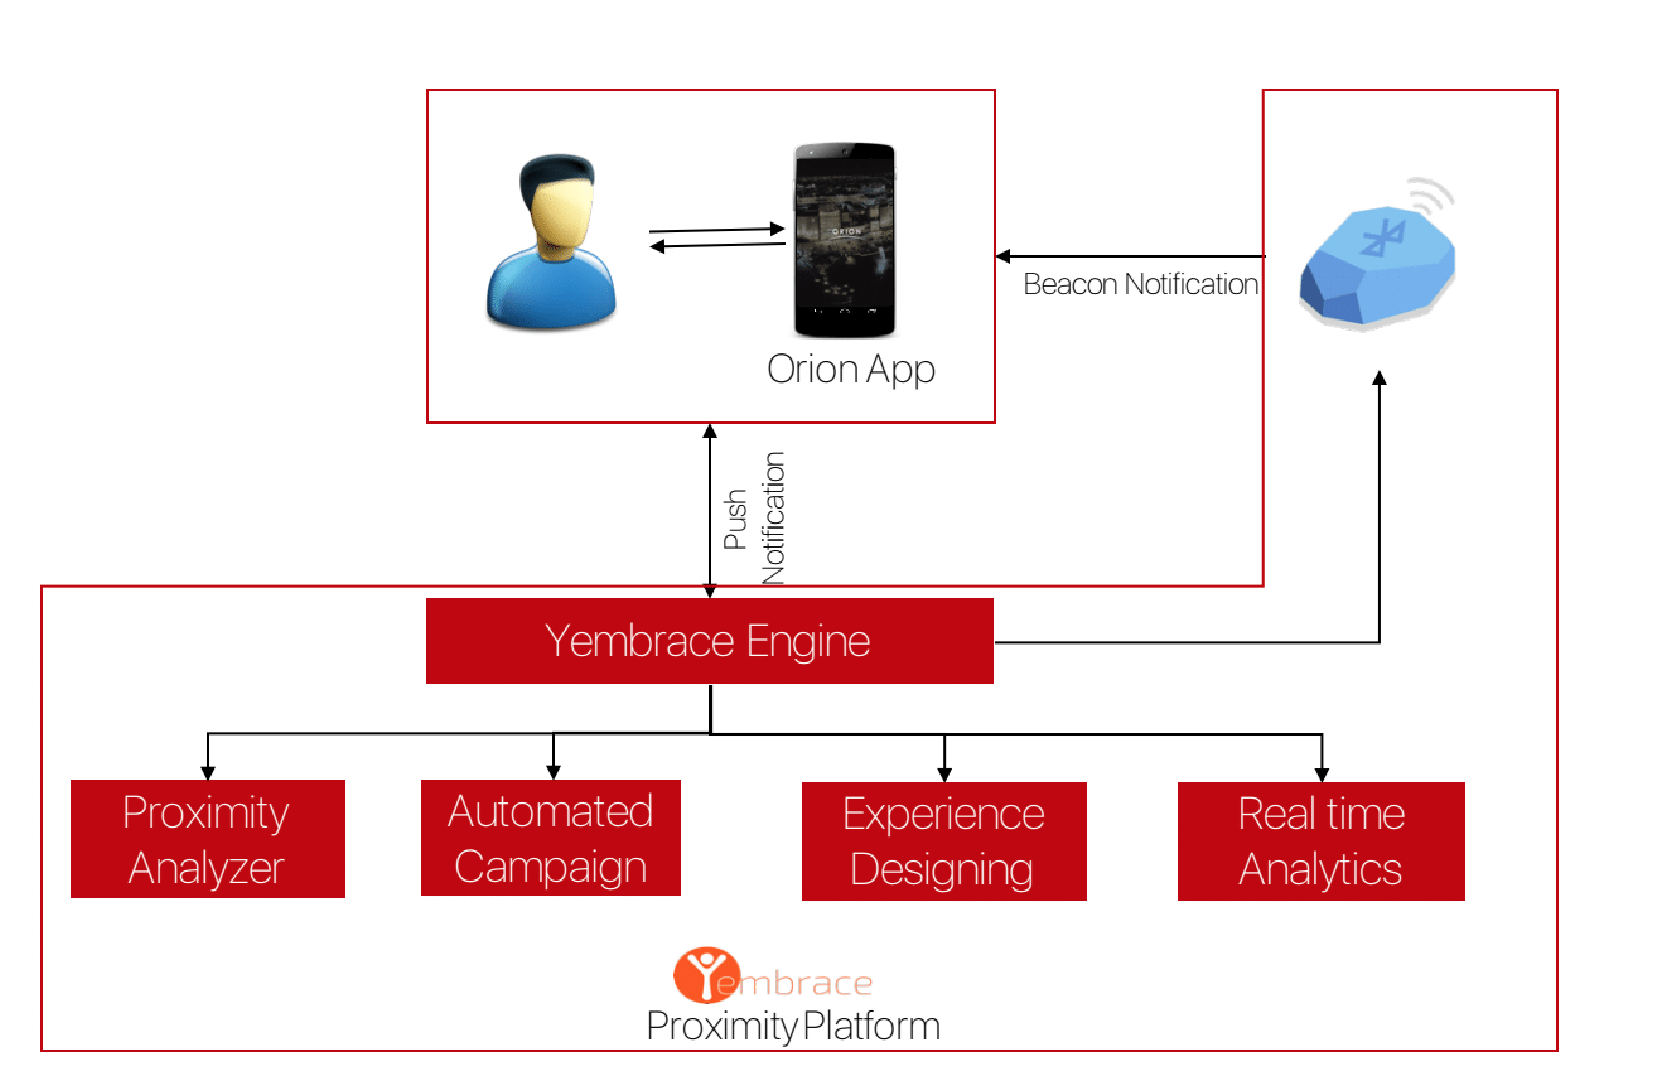 ORION
Orion App
Beacon Notification
Push
Notification
Yembrace Engine
Proximity
Analyzer
Automated
Campaign
Experience
Designing
Real time
Analytics
Yembrace
Proximity Platform